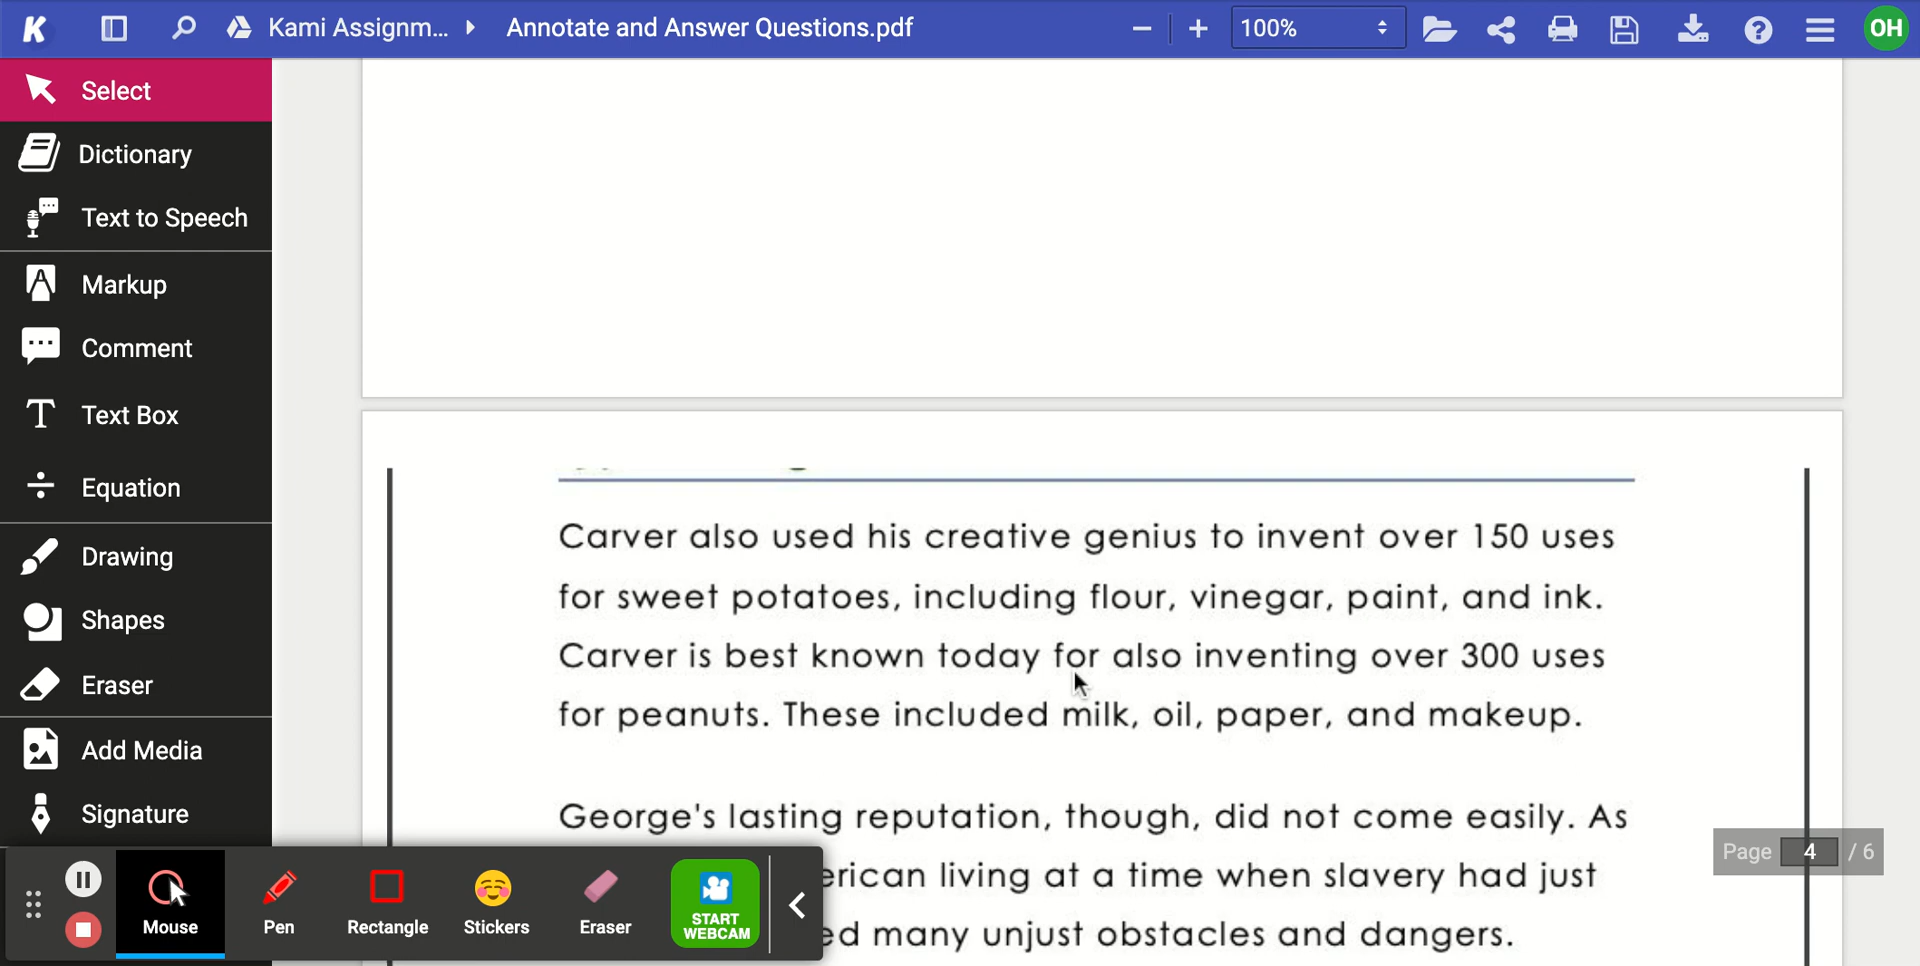 Kami Assignm...
Annotate and Answer Questions.pdf
100%
OH
Select
Dictionary
Text to Speech
Markup
Comment
Text Box
Equation
Drawing
Shapes
Eraser
Add Media
Signature
Carver also used his creative genius to invent over 150 uses
for sweet potatoes, including flour, vinegar, paint, and ink.
Carver is best known today for also inventing over 300 uses
for peanuts. These included milk, oil, paper, and makeup.
George's lasting reputation, though, did not come easily. As
erican living at a time when slavery had just
ed many unjust obstacles and dangers.
Page 4 / 6
Mouse
Pen
Rectangle
Stickers
Eraser
START
WEBCAM